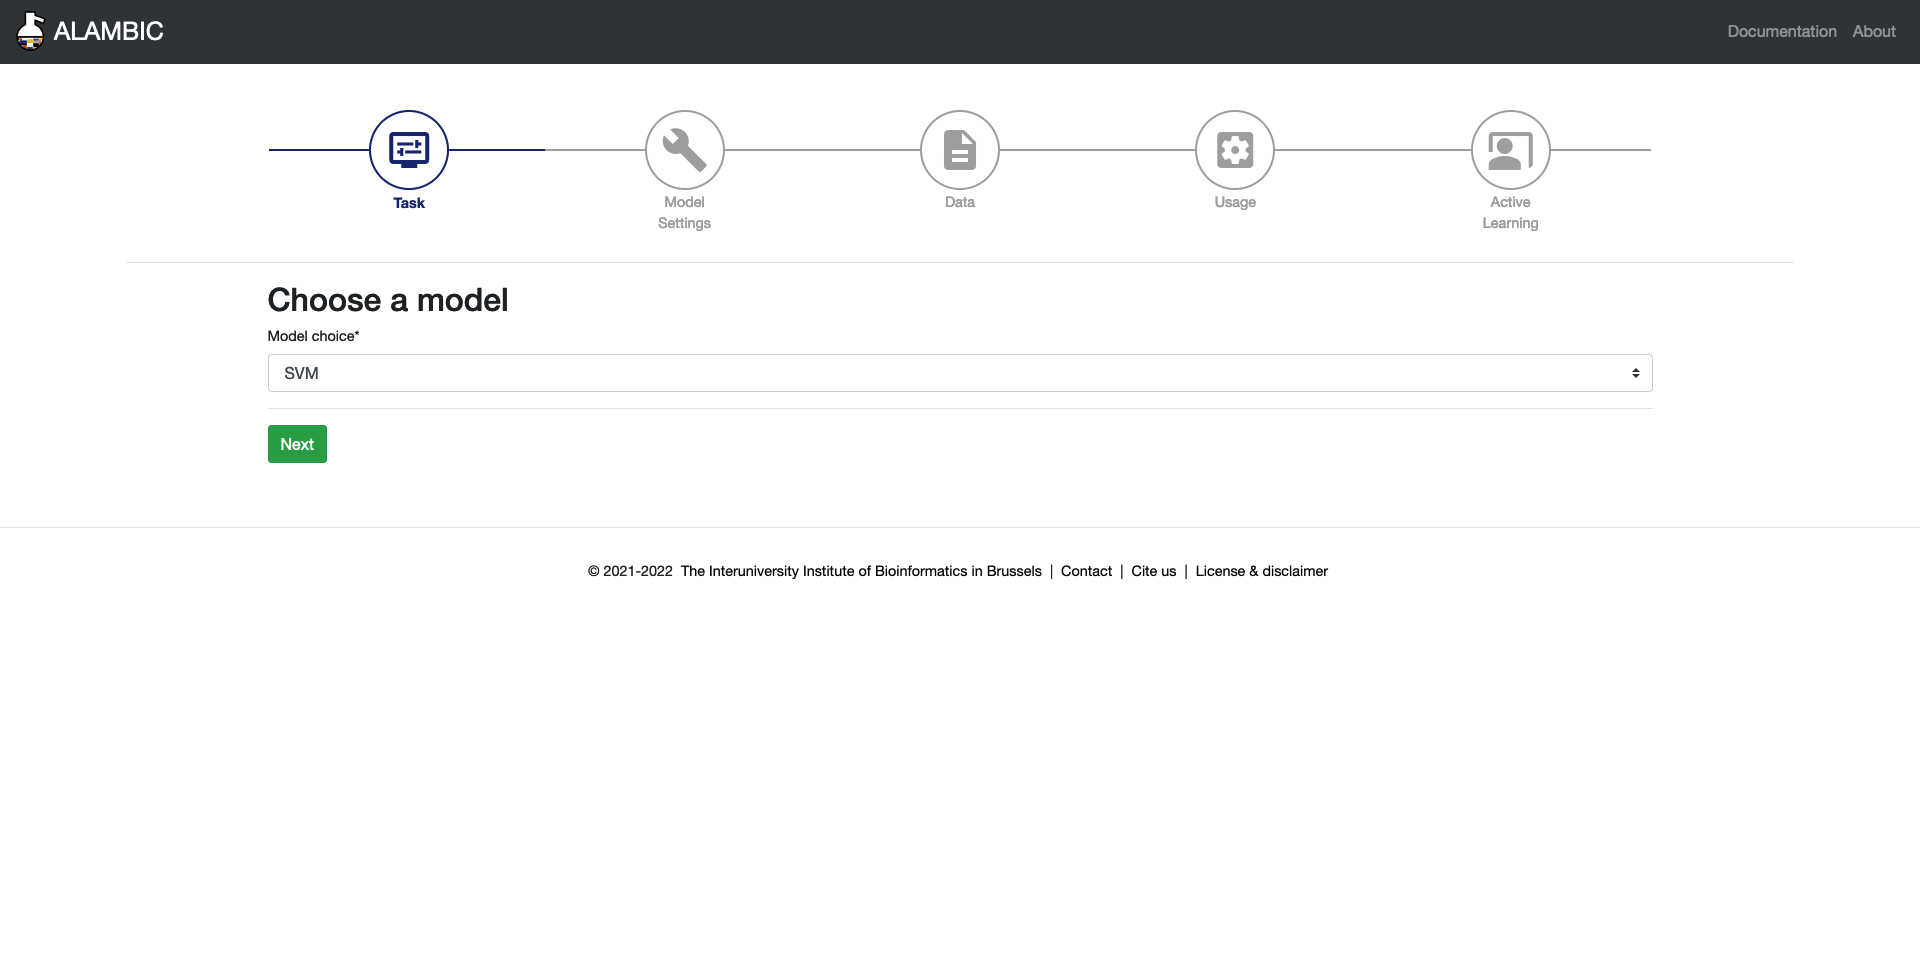 ALAMBIC
Documentation About
Task
Model
Settings
Data
Usage
Active
Learning
Choose a model
Model choice*
SVM
Next
© 2021-2022 The Interuniversity Institute of Bioinformatics in Brussels | Contact | Cite us | License & disclaimer